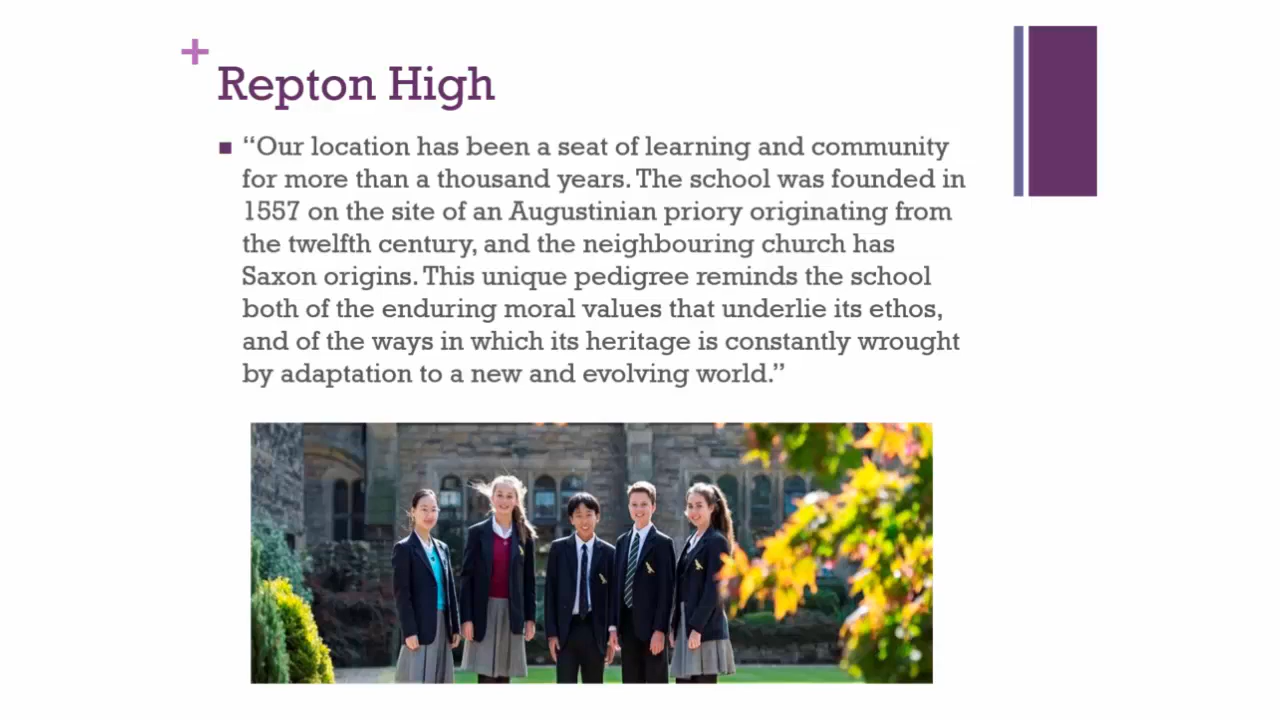 Repton High
“Our location has been a seat of learning and community
for more than a thousand years. The school was founded in
1557 on the site of an Augustinian priory originating from
the twelfth century, and the neighbouring church has
Saxon origins. This unique pedigree reminds the school
both of the enduring moral values that underlie its ethos,
and of the ways in which its heritage is constantly wrought
by adaptation to a new and evolving world.”